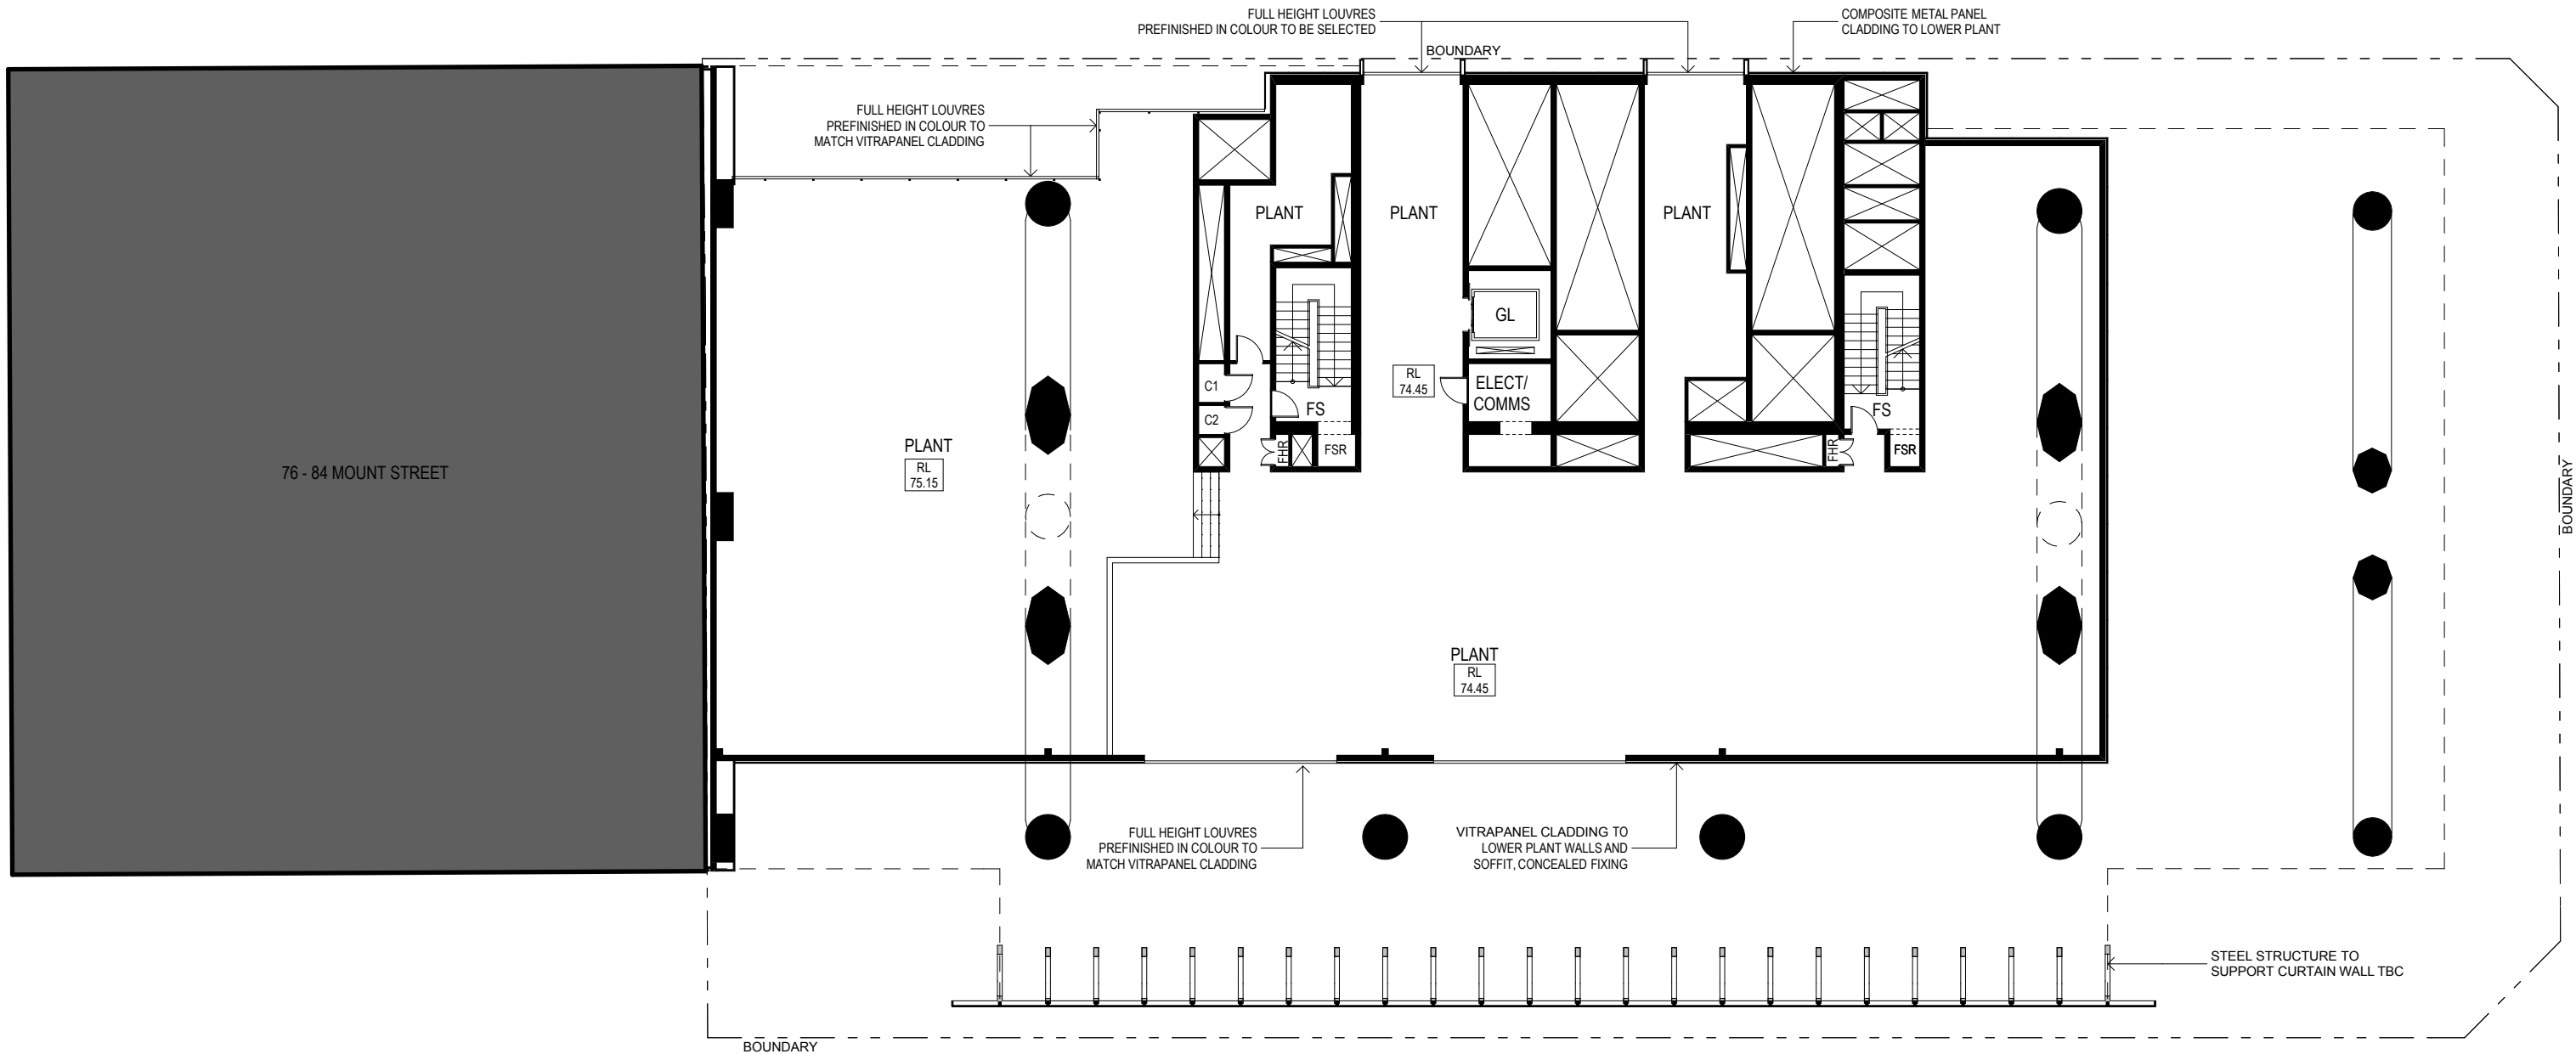 FULL HEIGHT LOUVRES
PREFINISHED IN COLOUR TO BE SELECTED
COMPOSITE METAL PANEL
CLADDING TO LOWER PLANT
BOUNDARY
FULL HEIGHT LOUVRES
PREFINISHED IN COLOUR TO
MATCH VITRAPANEL CLADDING
PLANT
PLANT
PLANT
GL
RL
74.45
ELECT/
COMMS
C1
C2
FS
FS
FHR
FSR
FHR
FSR
PLANT
RL
75.15
76 - 84 MOUNT STREET
BOUNDARY
PLANT
RL
74.45
FULL HEIGHT LOUVRES
PREFINISHED IN COLOUR TO
MATCH VITRAPANEL CLADDING
VITRAPANEL CLADDING TO
LOWER PLANT WALLS AND
SOFFIT, CONCEALED FIXING
STEEL STRUCTURE TO
SUPPORT CURTAIN WALL TBC
BOUNDARY